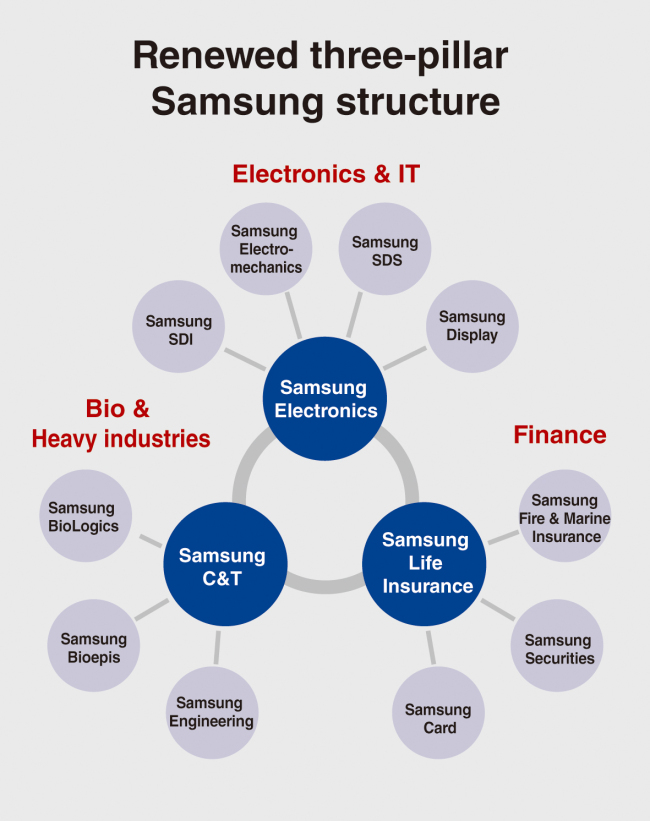 Renewed three-pillar
Samsung structure
Electronics & IT
Samsung
Electro-
mechanics
Samsung
SDS
Samsung
SDI
Samsung
Display
Samsung
Electronics
Bio &
Heavy industries
Finance
Samsung
BioLogics
Samsung
Fire & Marine
Insurance
Samsung
C&T
Samsung
Life
Insurance
Samsung
Bioepis
Samsung
Securities
Samsung
Engineering
Samsung
Card